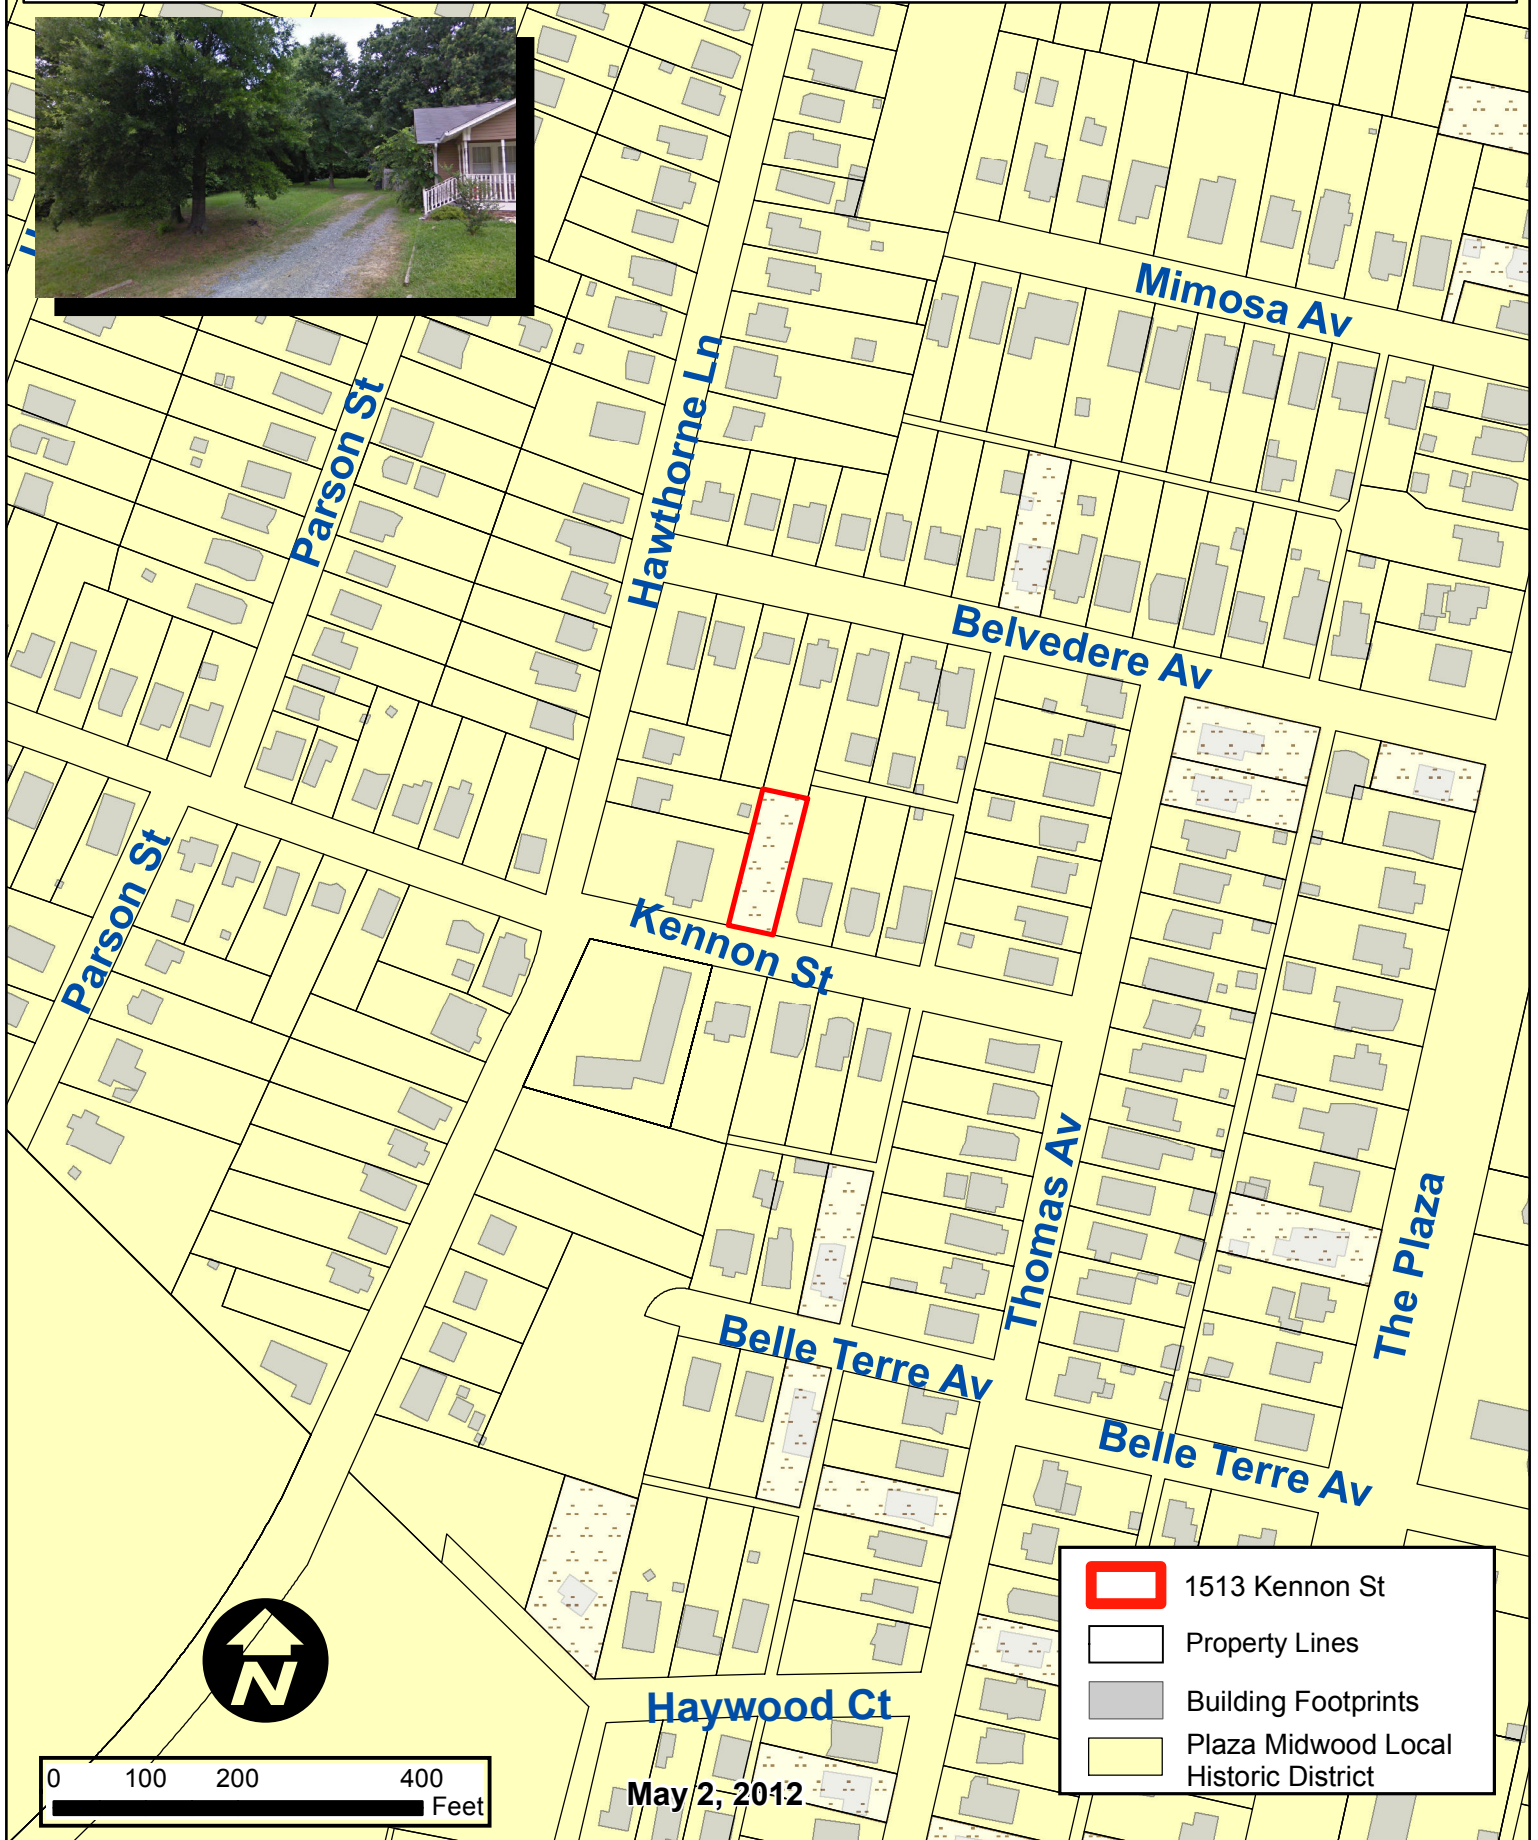 Mimosa Av
Parson St
Hawthorne Ln
Belvedere Av
Parson St
Kennon St
Thomas Av
The Plaza
Belle Terre Av
Belle Terre Av
Haywood Ct
1513 Kennon St
Property Lines
Building Footprints
Plaza Midwood Local
Historic District
N
0 100 200 400
Feet
May 2, 2012